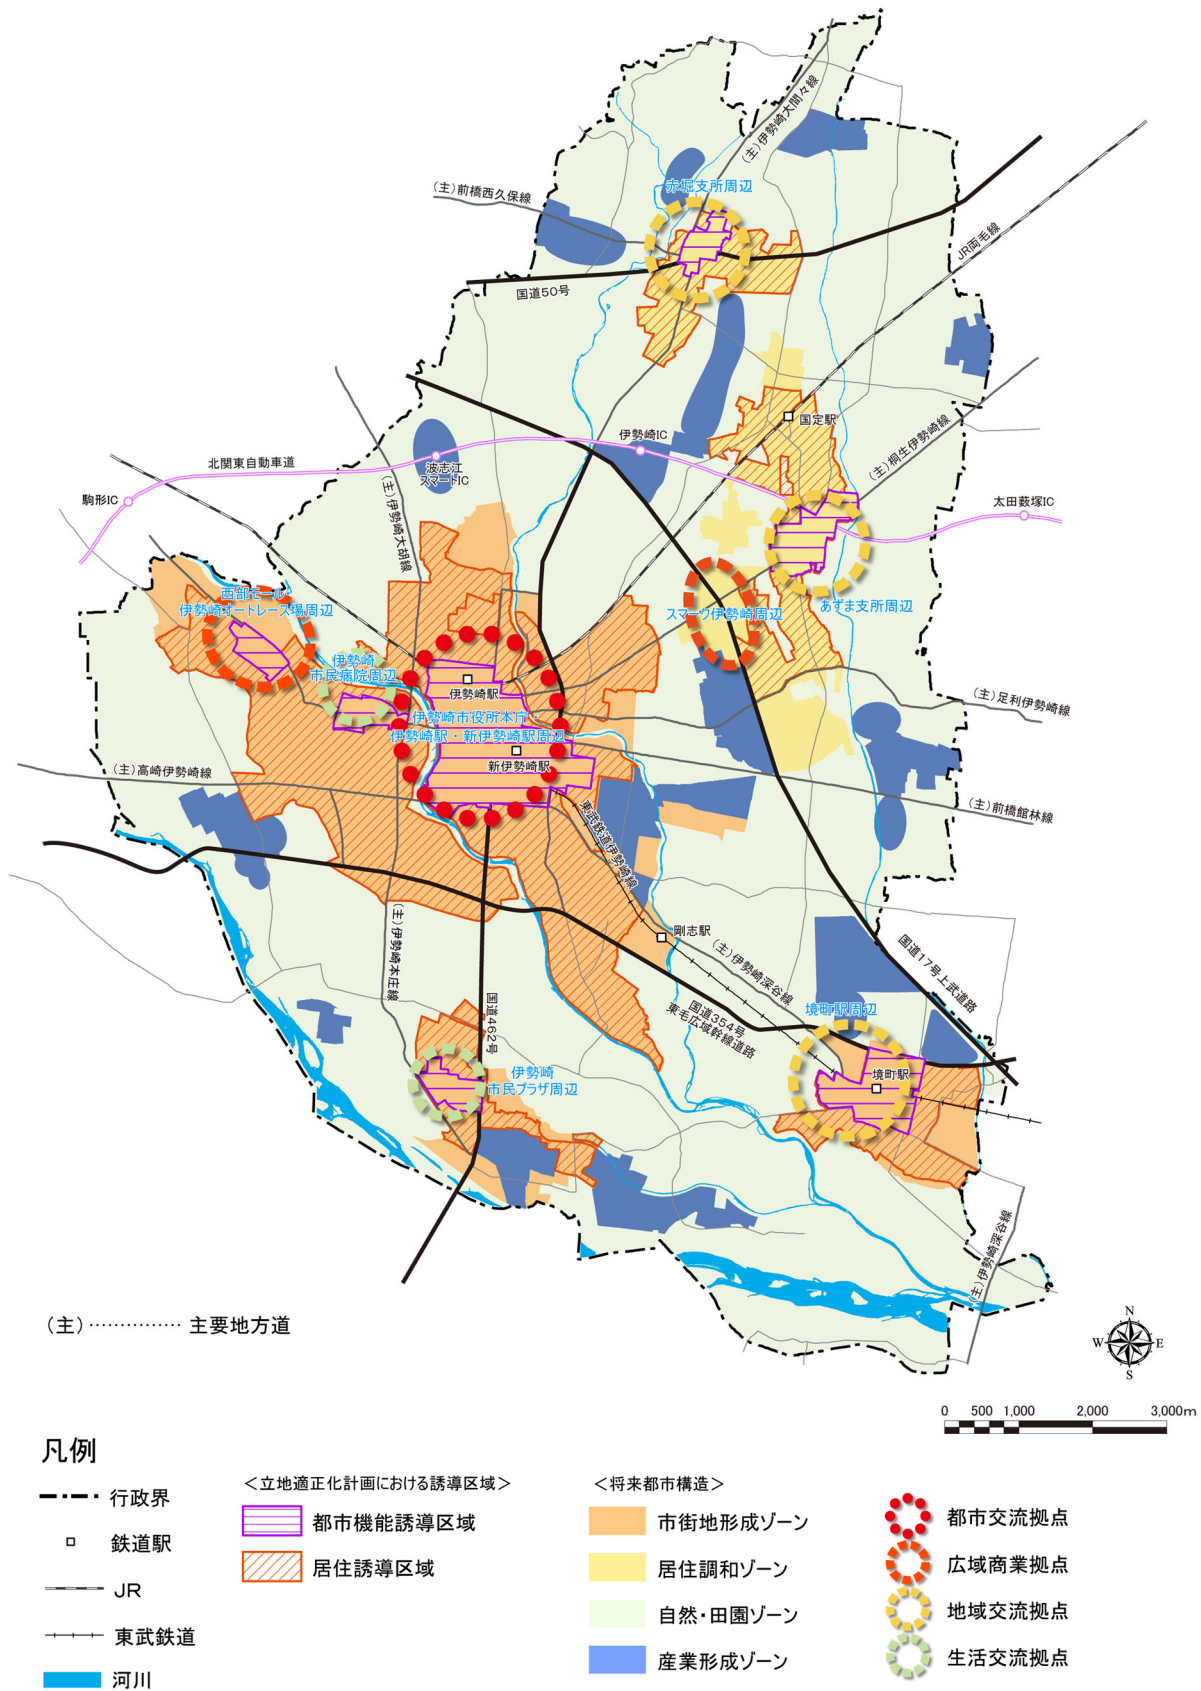 (主)伊勢崎大間々線
赤堀支所周辺
(主)前橋西久保線
JR両毛線
国道50号
国定駅
伊勢崎IC
(主)桐生伊勢崎線
北関東自動車道
波志江
スマートIC
駒形IC
(主)伊勢崎大胡線
太田藪塚IC
西部モール・
伊勢崎オートレース場周辺
スマーク伊勢崎周辺
あずま支所周辺
伊勢崎
市民病院周辺
伊勢崎駅
(主)足利伊勢崎線
伊勢崎市役所本庁・
伊勢崎駅・新伊勢崎駅周辺
新伊勢崎駅
(主)高崎伊勢崎線
(主)前橋館林線
東武鉄道伊勢崎線
剛志駅
(主)伊勢崎本庄線
(主)伊勢崎深谷線
国道17号上武道路
国道462号
国道354号
東毛広域幹線道路
境町駅周辺
境町駅
伊勢崎
市民プラザ周辺
(主)伊勢崎深谷線
(主)…………… 主要地方道
N
W
E
S
0 500 1,000 2,000 3,000m
凡例
行政界
鉄道駅
JR
東武鉄道
河川
<立地適正化計画における誘導区域>
都市機能誘導区域
居住誘導区域
<将来都市構造>
市街地形成ゾーン
居住調和ゾーン
自然・田園ゾーン
産業形成ゾーン
都市交流拠点
広域商業拠点
地域交流拠点
生活交流拠点